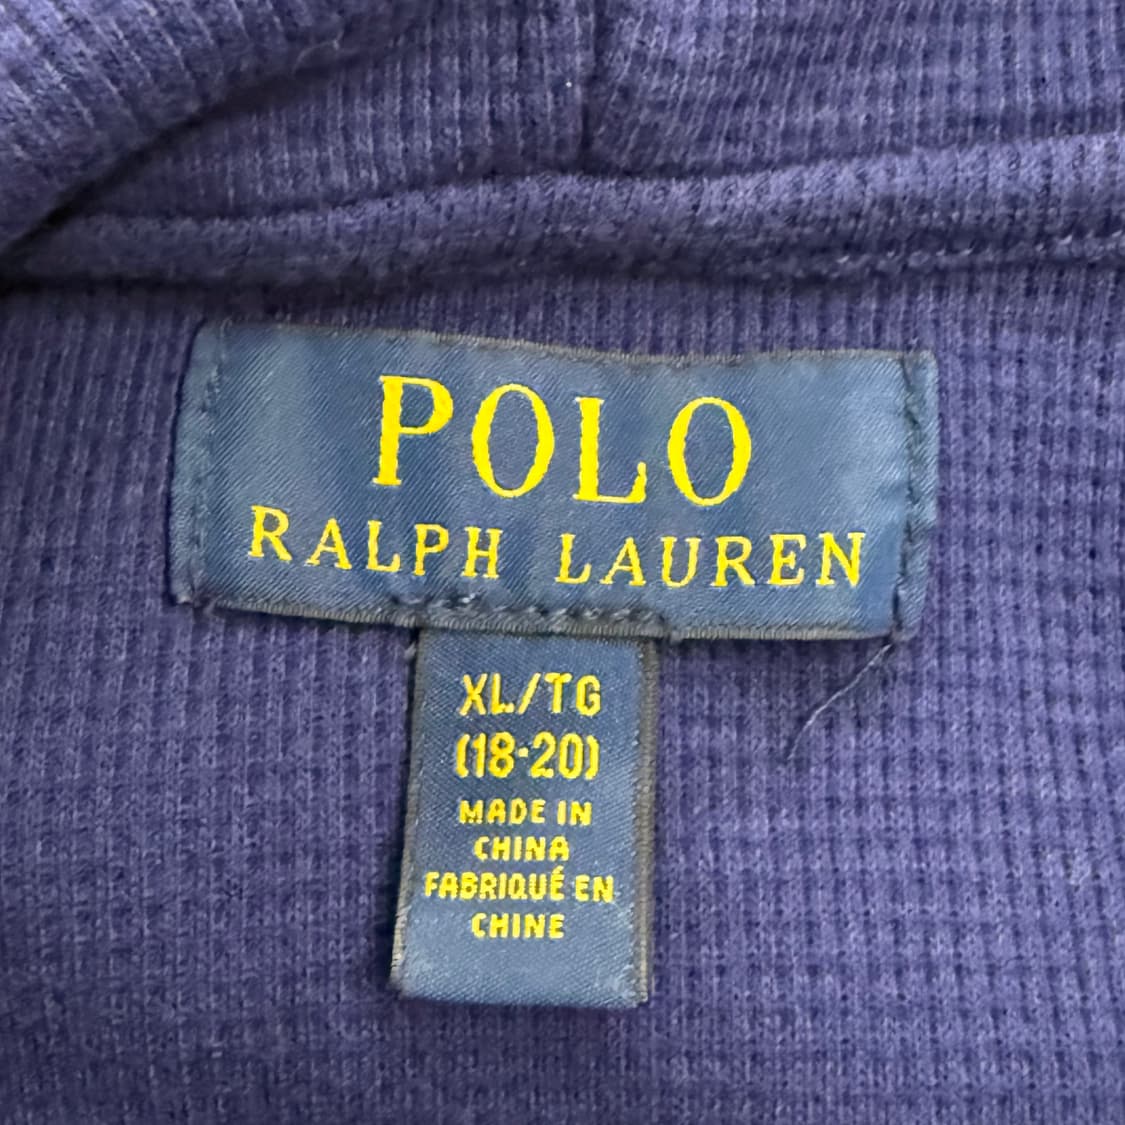 POLO
RALPH LAUREN
XL/TG
(18-20)
MADE IN
CHINA
FABRIQUÉ EN
CHINE